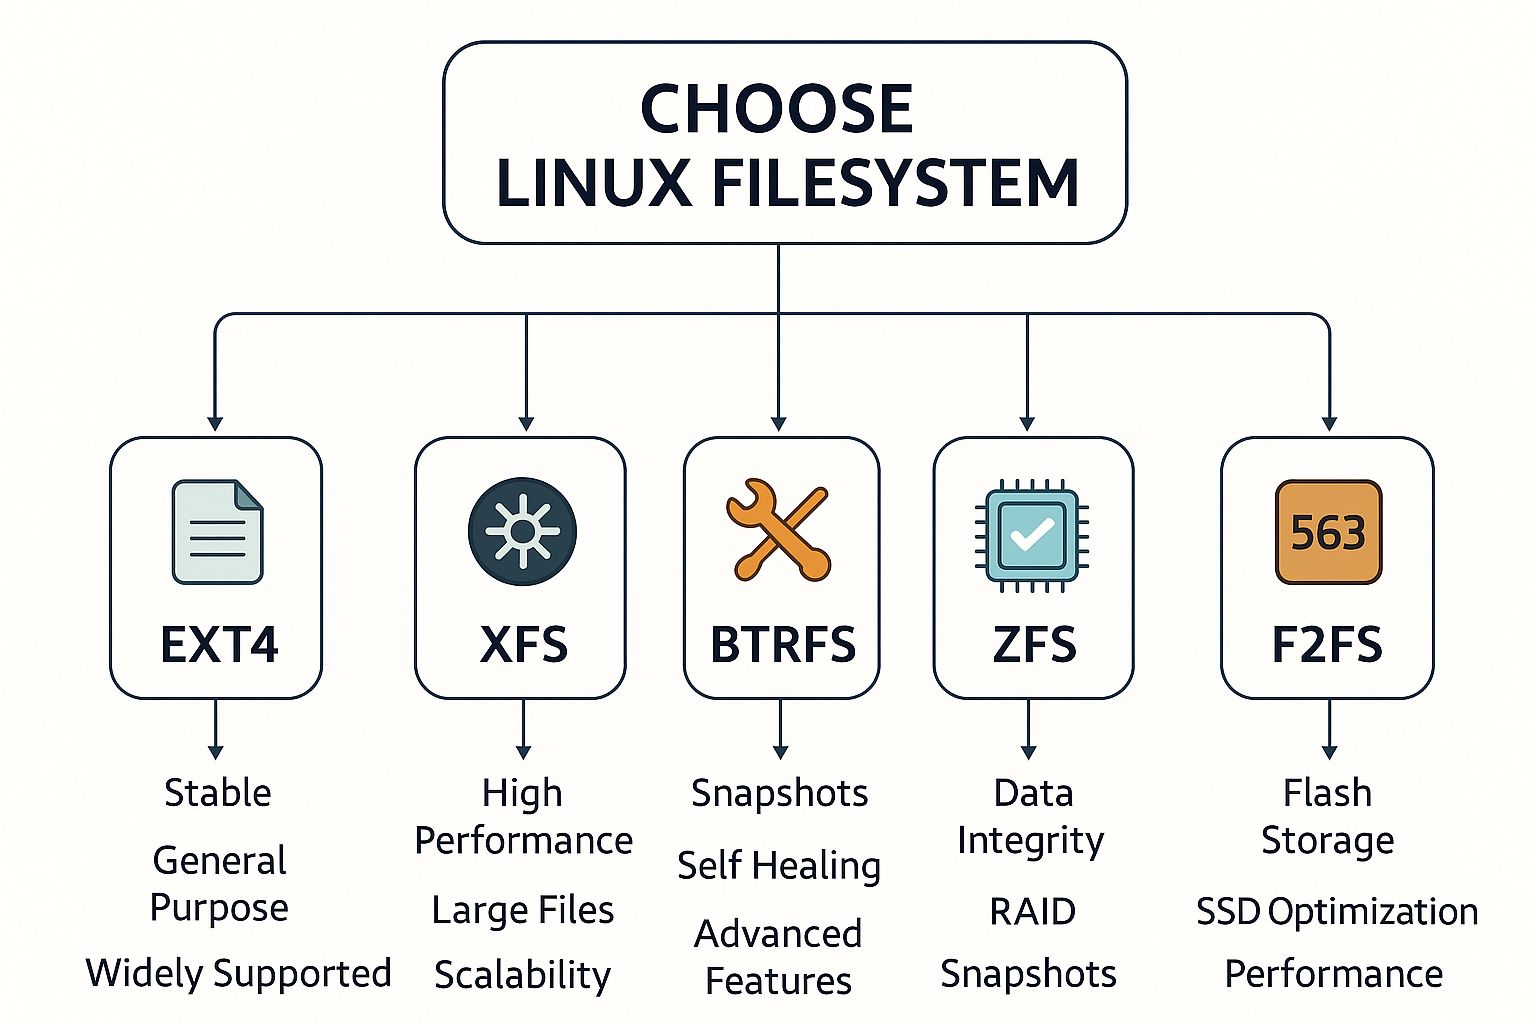 CHOOSE
LINUX FILESYSTEM
EXT4
Stable
General
Purpose
Widely Supported
XFS
High
Performance
Large Files
Scalability
BTRFS
Snapshots
Self Healing
Advanced
Features
ZFS
Data
Integrity
RAID
Snapshots
563
F2FS
Flash
Storage
SSD Optimization
Performance